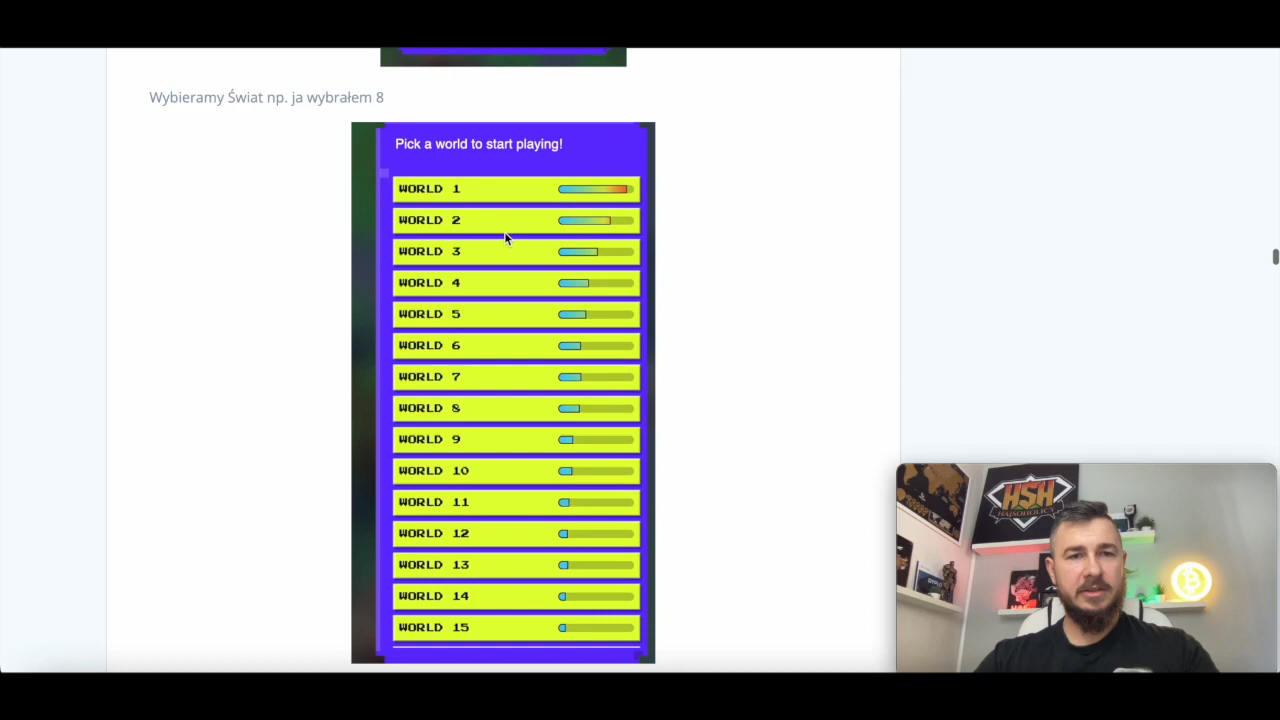 Wybieramy Świat np. ja wybrałem 8
Pick a world to start playing!
WORLD 1
WORLD 2
WORLD 3
WORLD 4
WORLD 5
WORLD 6
WORLD 7
WORLD 8
WORLD 9
WORLD 10
WORLD 11
WORLD 12
WORLD 13
WORLD 14
WORLD 15
HSH
HAJSOHOLICY